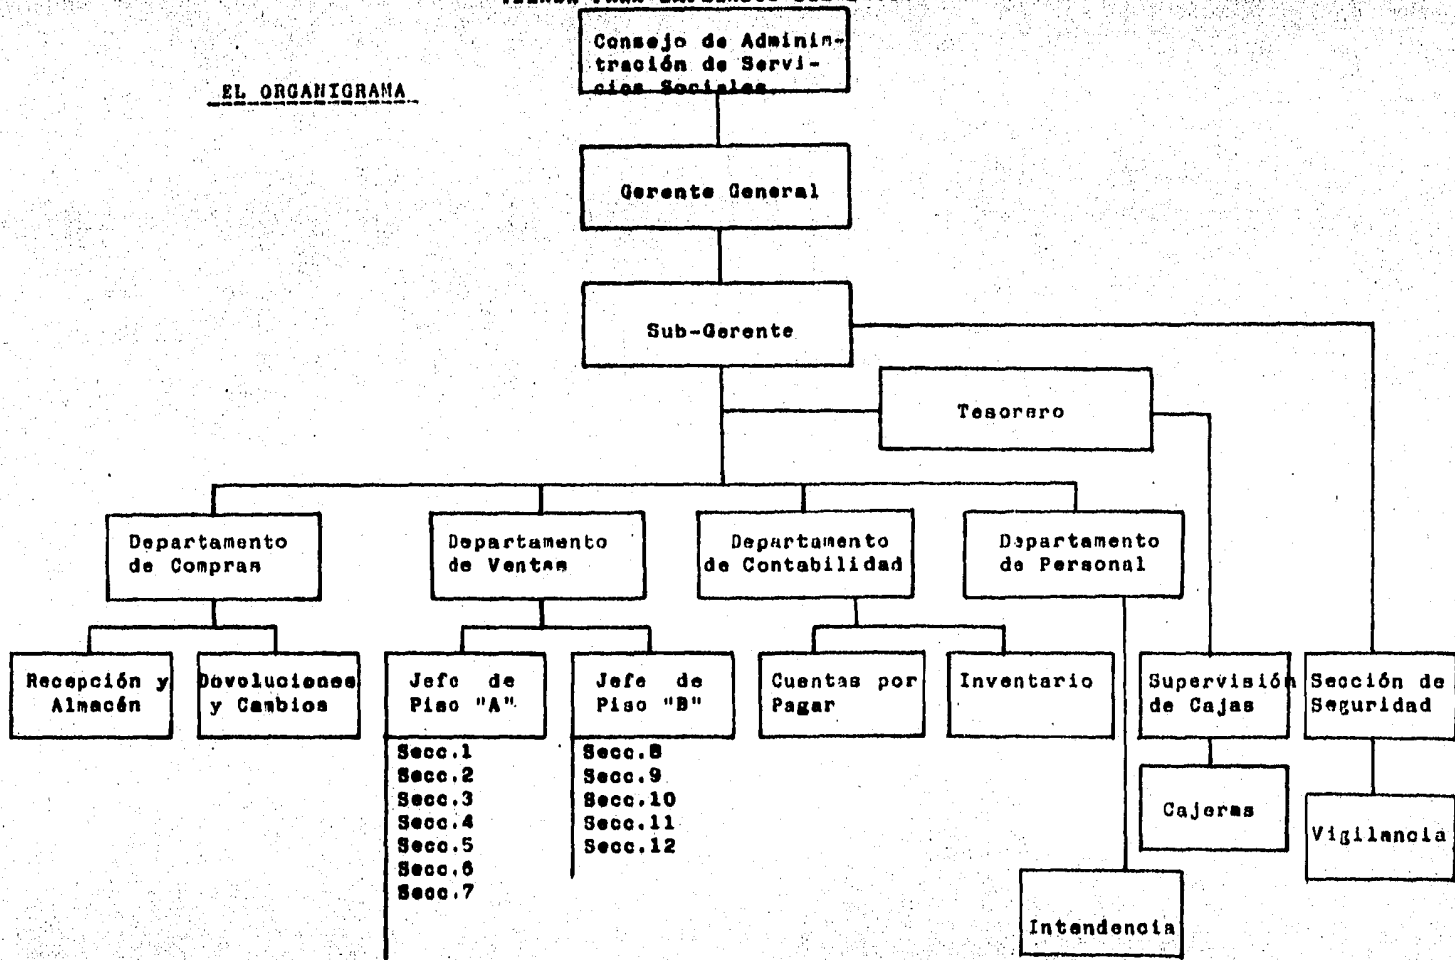 Consejo de Adminis-
tración de Servi-
cios Sociales
EL ORGANIGRAMA
Gerente General
Sub-Gerente
Tesorero
Departamento
de Compras
Departamento
de Ventas
Departamento
de Contabilidad
Departamento
de Personal
Recepción y
Almacén
Devoluciones
y Cambios
Jefe de
Piso "A"
Jefe de
Piso "B"
Cuentas por
Pagar
Inventario
Supervisión
de Cajas
Sección de
Seguridad
Secc.1
Secc.2
Secc.3
Secc.4
Secc.5
Secc.6
Secc.7
Secc.8
Secc.9
Secc.10
Secc.11
Secc.12
Cajeras
Vigilancia
Intendencia